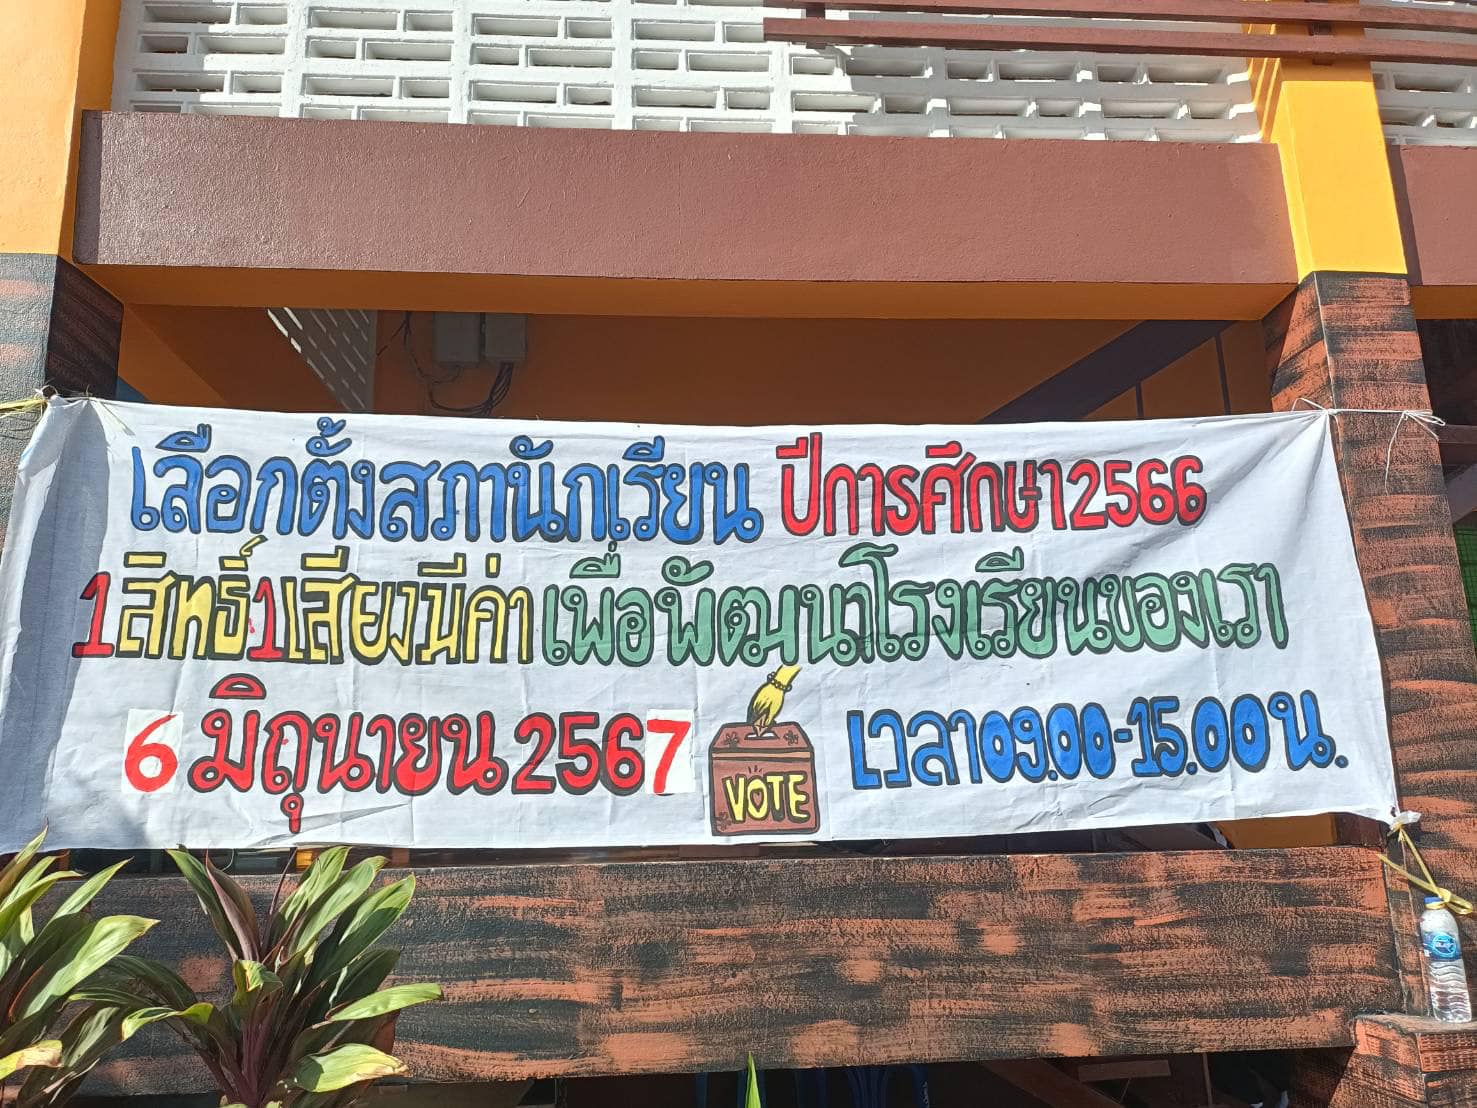 เลือกตั้งสภานักเรียน ปีการศึกษา2566
1สิทธิ์1เสียงมีค่า เพื่อพัฒนาโรงเรียนของเรา
6 มิถุนายน 2567 เวลา09.00-15.00 น.
VOTE